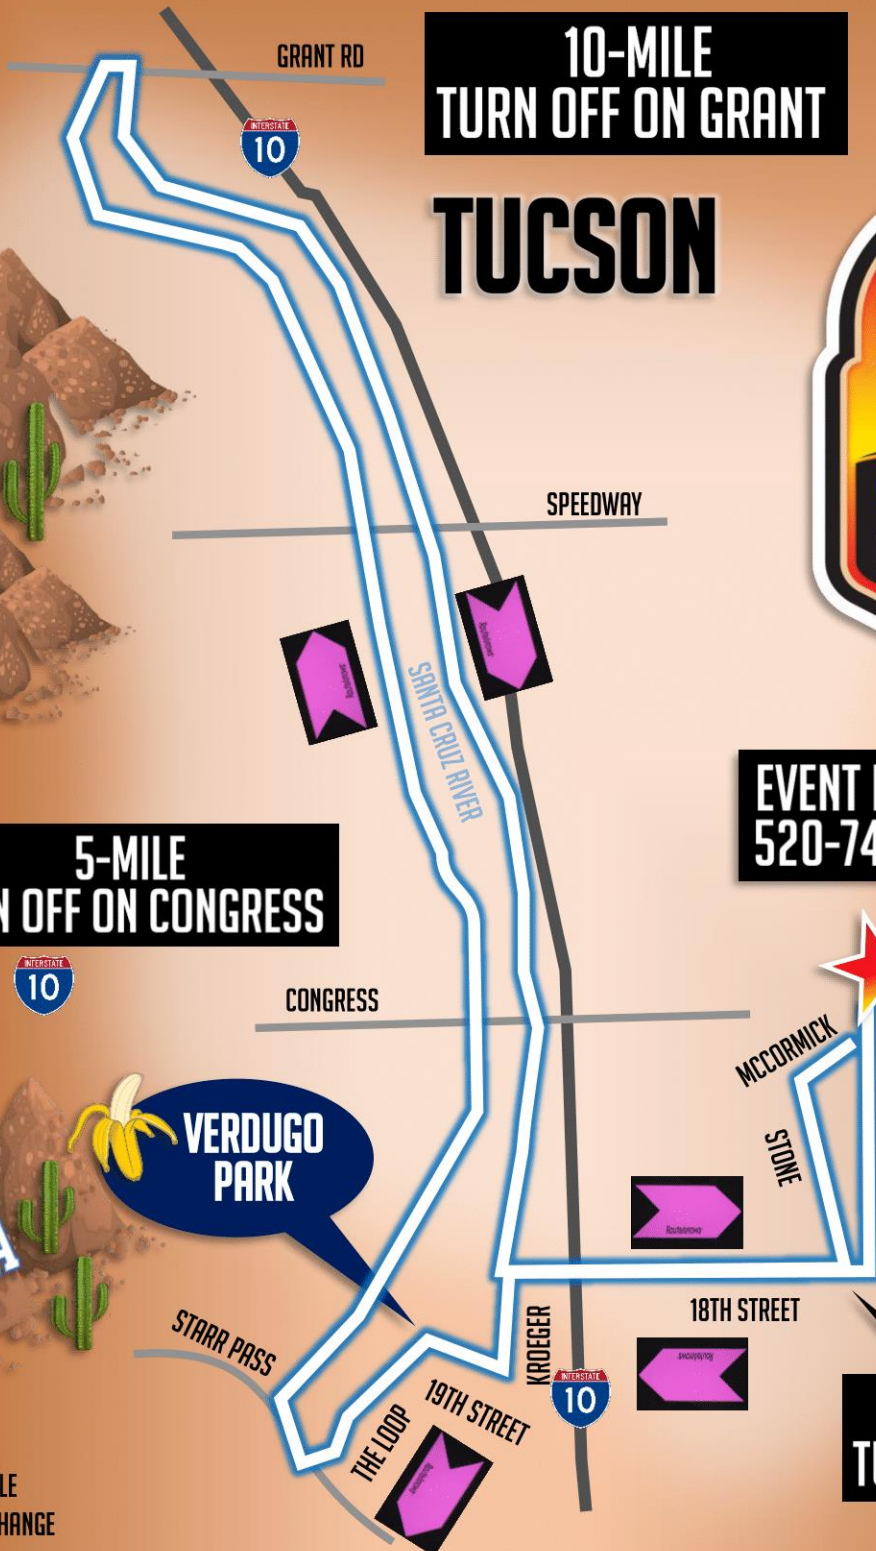 GRANT RD
10-MILE
TURN OFF ON GRANT
INTERSTATE
10
TUCSON
SPEEDWAY
SANTA CRUZ RIVER
EVENT
520-74
5-MILE
N OFF ON CONGRESS
INTERSTATE
10
CONGRESS
MCCORMICK
STONE
VERDUGO
PARK
STARR PASS
KROEGER
18TH STREET
INTERSTATE
10
19TH STREET
THE LOOP
LE
HANGE